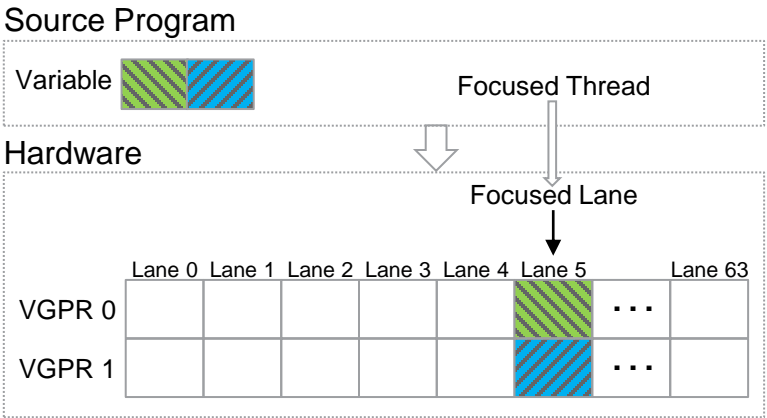 Source Program
Variable
Focused Thread
Hardware
Focused Lane
Lane 0 Lane 1 Lane 2 Lane 3 Lane 4 Lane 5 Lane 63
VGPR 0 ...
VGPR 1 ...